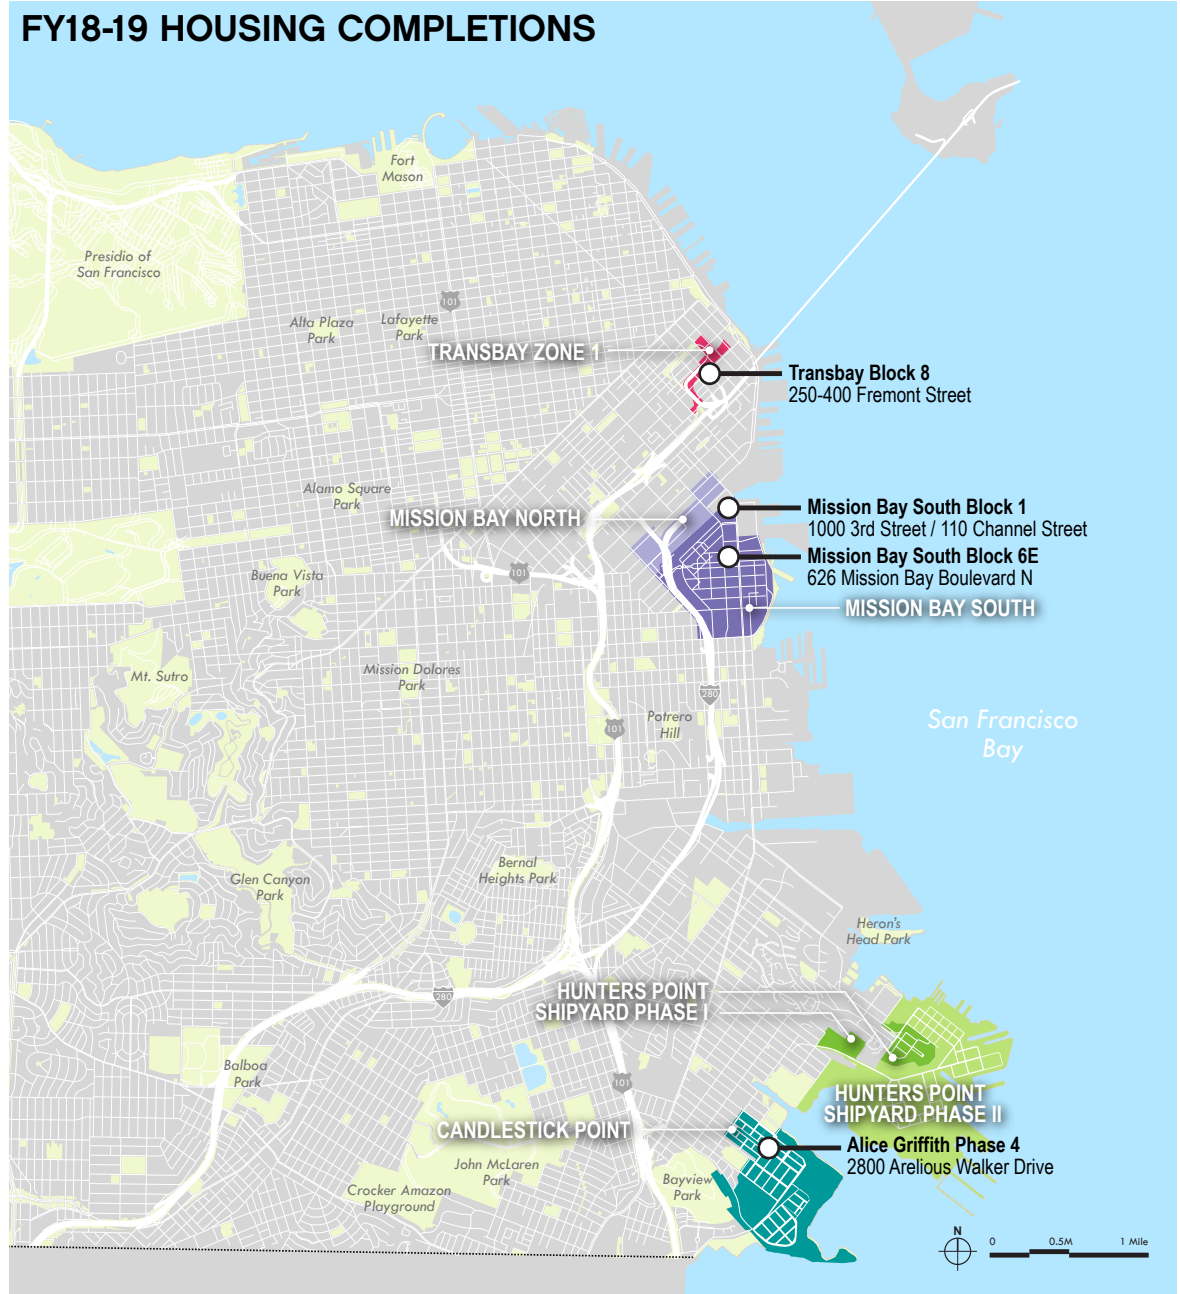 FY18-19 HOUSING COMPLETIONS
Fort
Mason
Presidio of
San Francisco
101
Alta Plaza
Park
Lafayette
Park
TRANSBAY ZONE 1
Transbay Block 8
250-400 Fremont Street
Alamo Square
Park
MISSION BAY NORTH
Mission Bay South Block 1
1000 3rd Street / 110 Channel Street
Mission Bay South Block 6E
626 Mission Bay Boulevard N
101
Buena Vista
Park
MISSION BAY SOUTH
Mt. Sutro
Mission Dolores
Park
280
Potrero
Hill
101
San Francisco
Bay
Bernal
Heights Park
Glen Canyon
Park
Heron's
Head Park
280
HUNTERS POINT
SHIPYARD PHASE I
Balboa
Park
101
HUNTERS POINT
SHIPYARD PHASE II
CANDLESTICK POINT
Alice Griffith Phase 4
2800 Arelious Walker Drive
John McLaren
Park
Crocker Amazon
Playground
Bayview
Park
N
0 0.5M 1 Mile